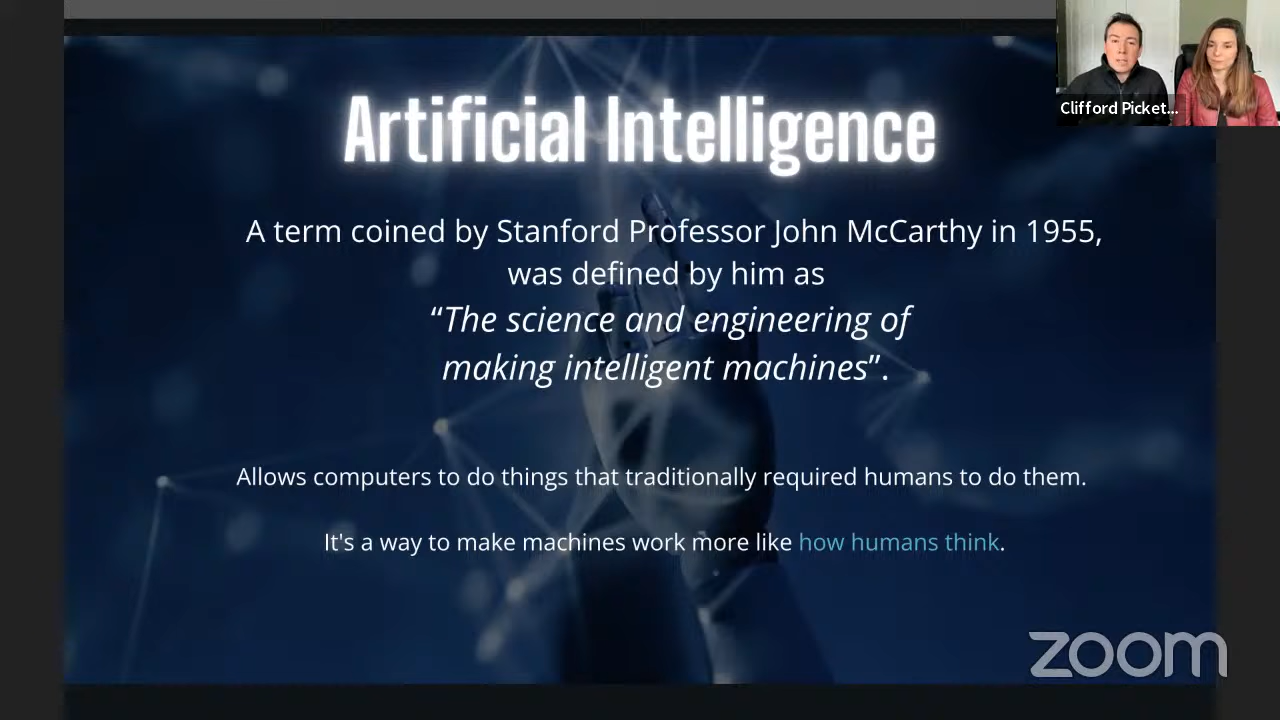 Artificial Intelligence
Clifford Picket...
A term coined by Stanford Professor John McCarthy in 1955,
was defined by him as
“The science and engineering of
making intelligent machines”.
Allows computers to do things that traditionally required humans to do them.
It's a way to make machines work more like how humans think.
zoom